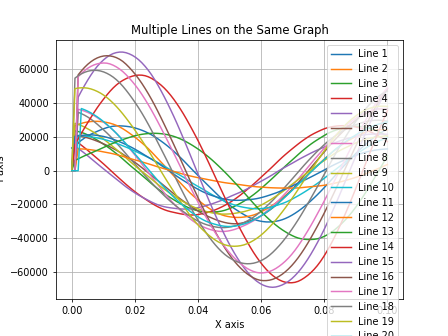 Multiple Lines on the Same Graph
60000
40000
20000
0
−20000
−40000
−60000
0.00
0.02
0.04
0.06
X axis
Line 1
Line 2
Line 3
Line 4
Line 5
Line 6
Line 7
Line 8
Line 9
Line 10
Line 11
Line 12
Line 13
Line 14
Line 15
Line 16
Line 17
Line 18
Line 19
Line 20